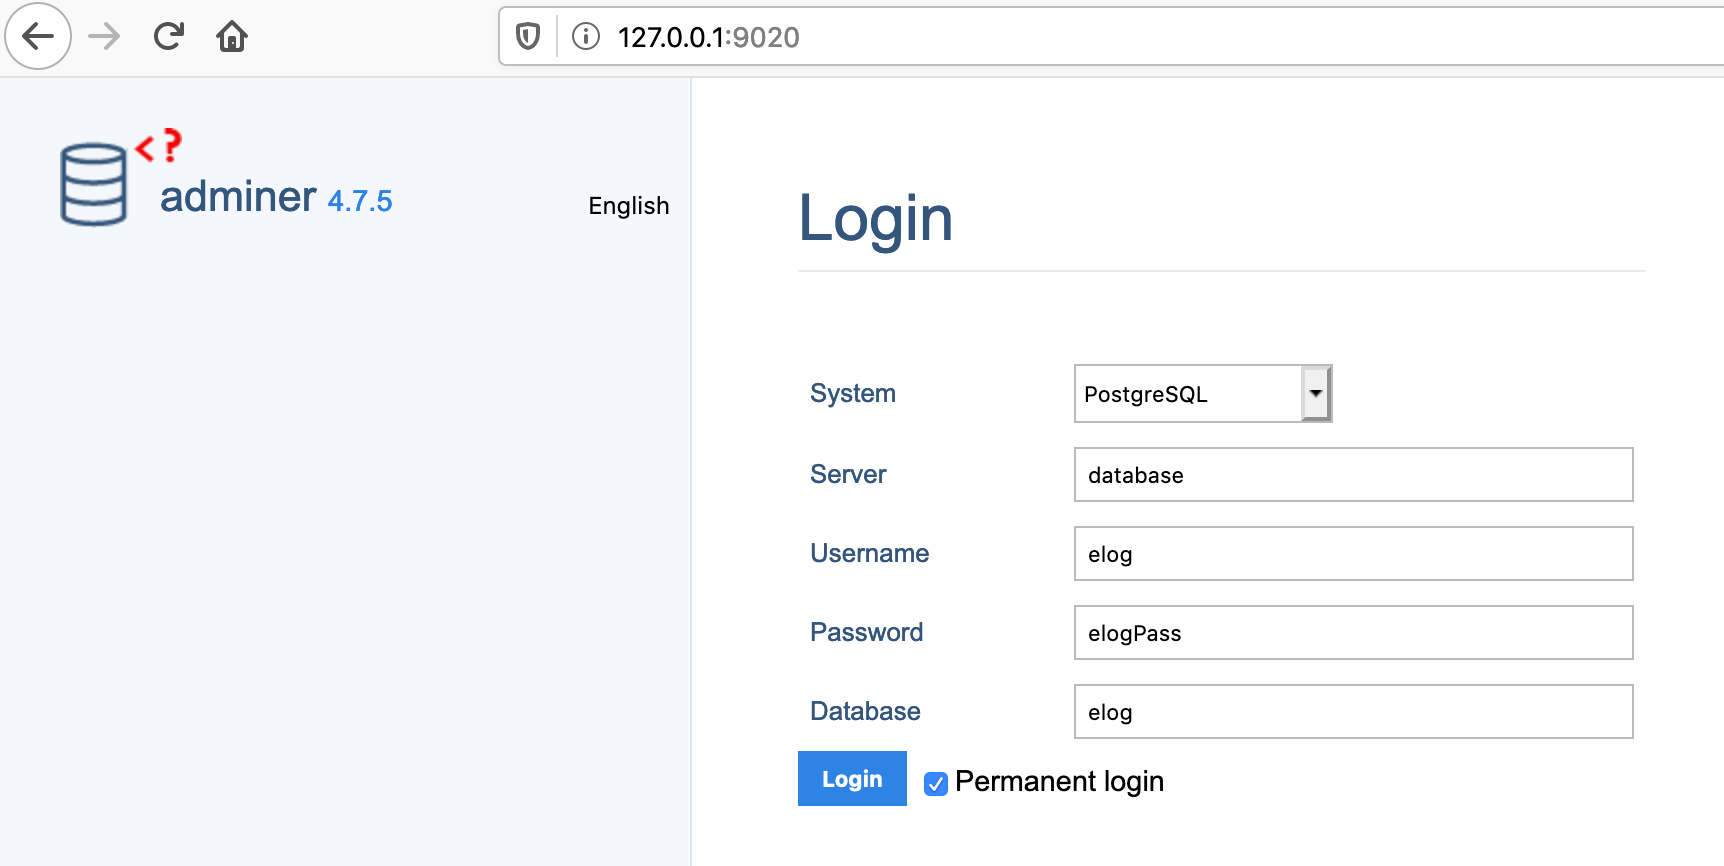 127.0.0.1:9020
<?
adminer 4.7.5
English
Login
System PostgreSQL
Server database
Username elog
Password elogPass
Database elog
Login Permanent login